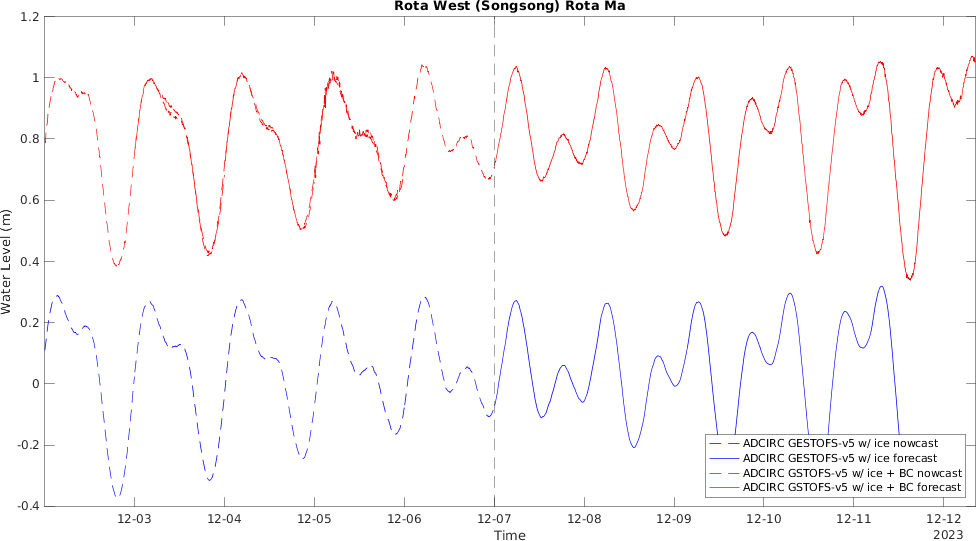 Rota West (Songsong) Rota Ma
1.2
1
0.8
0.6
0.4
0.2
0
-0.2
-0.4
Water Level (m)
ADCIRC GESTOFS-v5 w/ ice nowcast
ADCIRC GESTOFS-v5 w/ ice forecast
ADCIRC GSTOFS-v5 w/ ice + BC nowcast
ADCIRC GSTOFS-v5 w/ ice + BC forecast
12-03 12-04 12-05 12-06 12-07 12-08 12-09 12-10 12-11 12-12
Time 2023